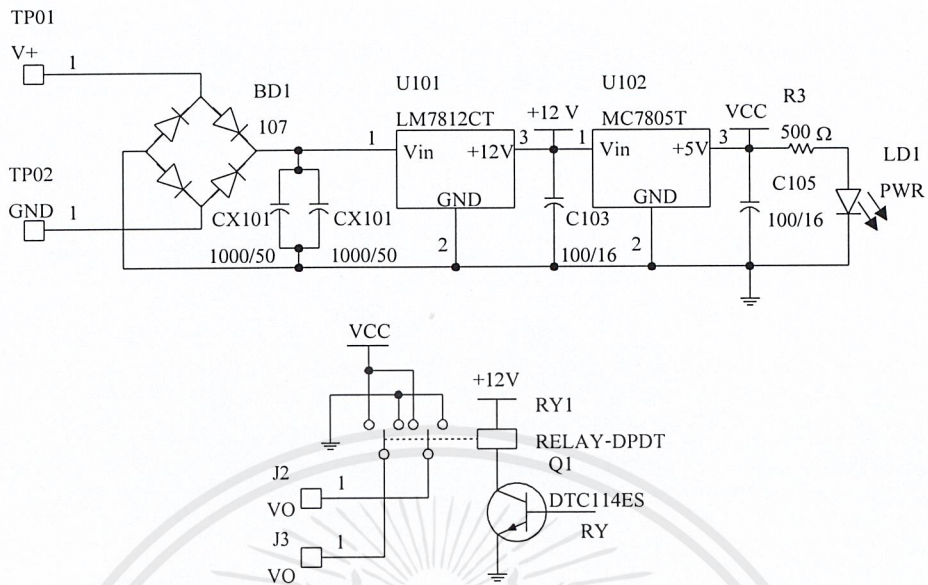 TP01
V+
1
TP02
GND
1
BD1
107
CX101
1000/50
CX101
1000/50
U101
LM7812CT
1
Vin
+12V
3
GND
2
+12 V
C103
100/16
U102
MC7805T
1
Vin
+5V
3
GND
2
VCC
C105
100/16
R3
500 Ω
LD1
PWR
VCC
+12V
RY1
RELAY-DPDT
Q1
DTC114ES
RY
J2
1
VO
J3
1
VO